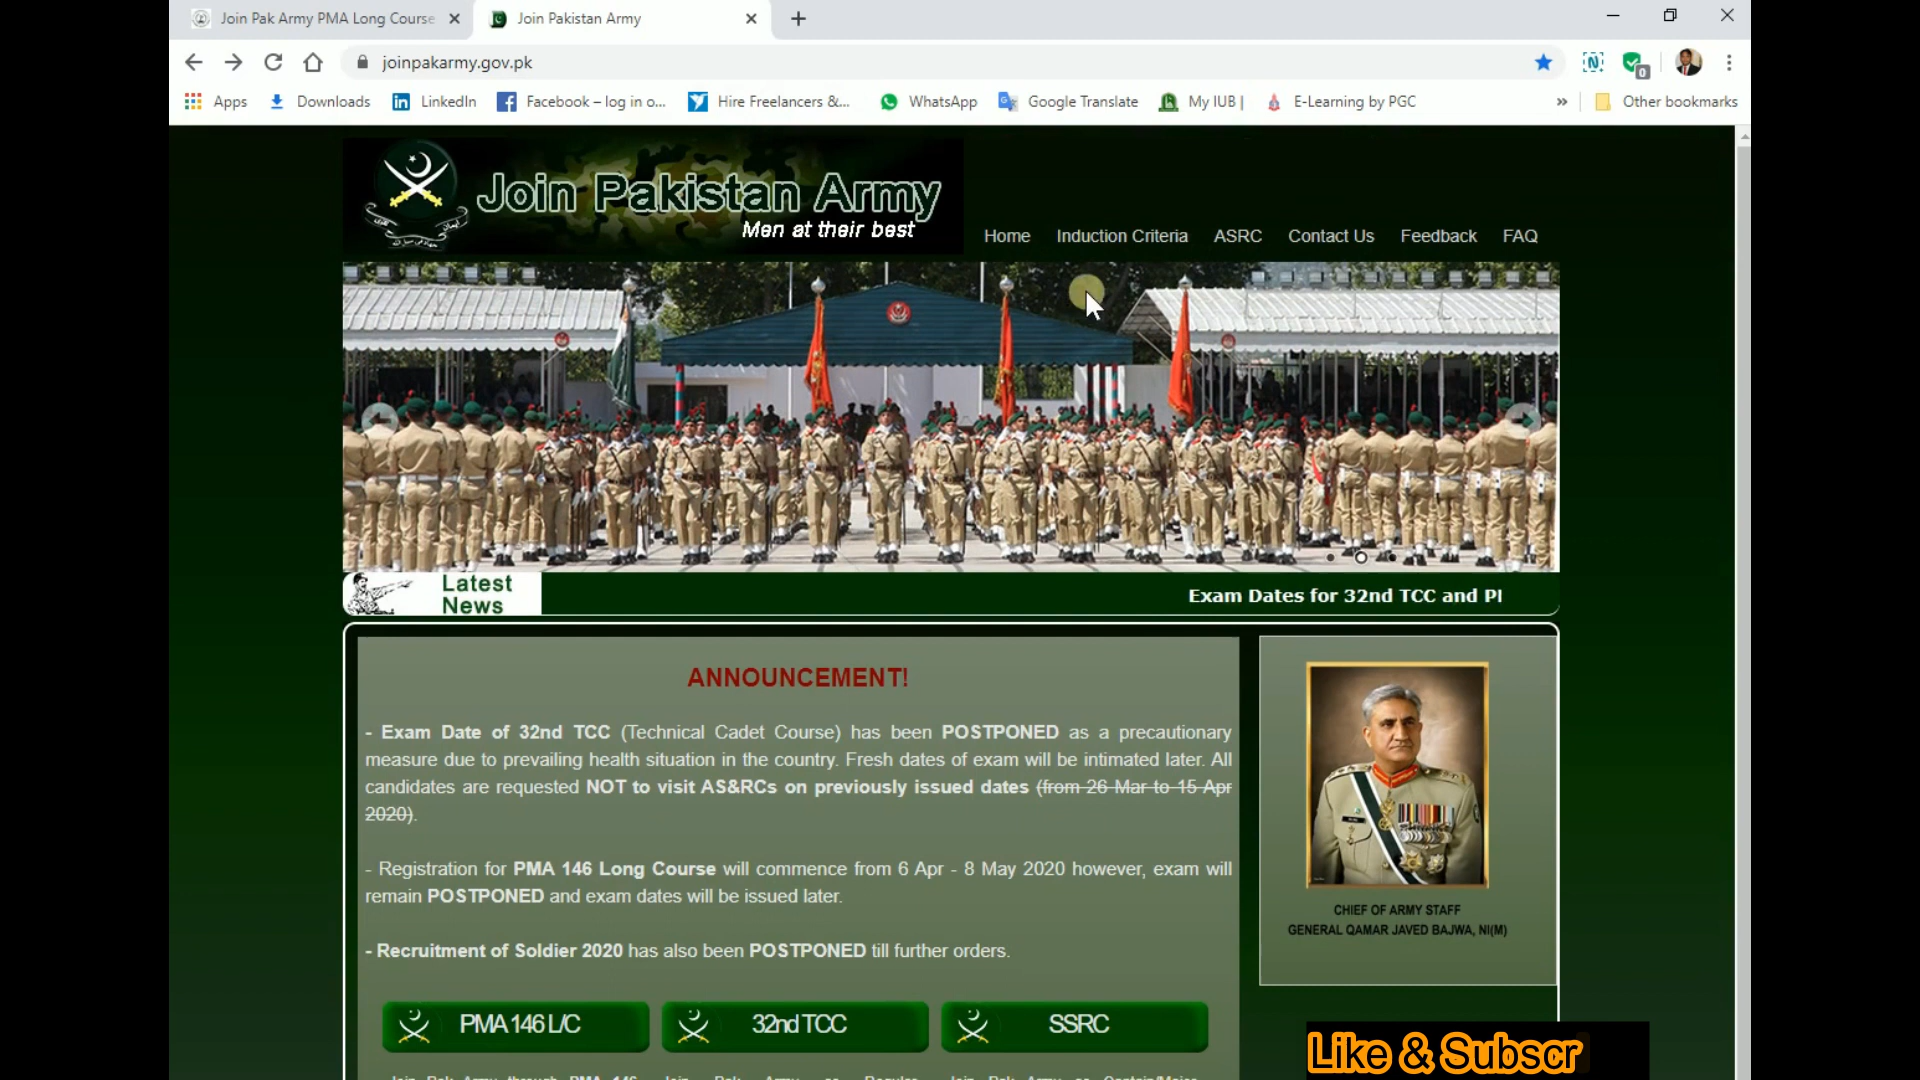 Join Pak Army PMA Long Course
Join Pakistan Army
joinpakarmy.gov.pk
0
Apps
Downloads
LinkedIn
Facebook – log in o...
Hire Freelancers &...
WhatsApp
Google Translate
My IUB |
E-Learning by PGC
»
Other bookmarks
Join Pakistan Army
Men at their best
Home
Induction Criteria
ASRC
Contact Us
Feedback
FAQ
Latest
News
Exam Dates for 32nd TCC and Pl
ANNOUNCEMENT!
- Exam Date of 32nd TCC (Technical Cadet Course) has been POSTPONED as a precautionary
measure due to prevailing health situation in the country. Fresh dates of exam will be intimated later. All
candidates are requested NOT to visit AS&RCs on previously issued dates (from 26 Mar to 15 Apr
2020).
- Registration for PMA 146 Long Course will commence from 6 Apr - 8 May 2020 however, exam will
remain POSTPONED and exam dates will be issued later.
- Recruitment of Soldier 2020 has also been POSTPONED till further orders.
CHIEF OF ARMY STAFF
GENERAL QAMAR JAVED BAJWA, NI(M)
PMA 146 L/C
32nd TCC
SSRC
Like & Subscr